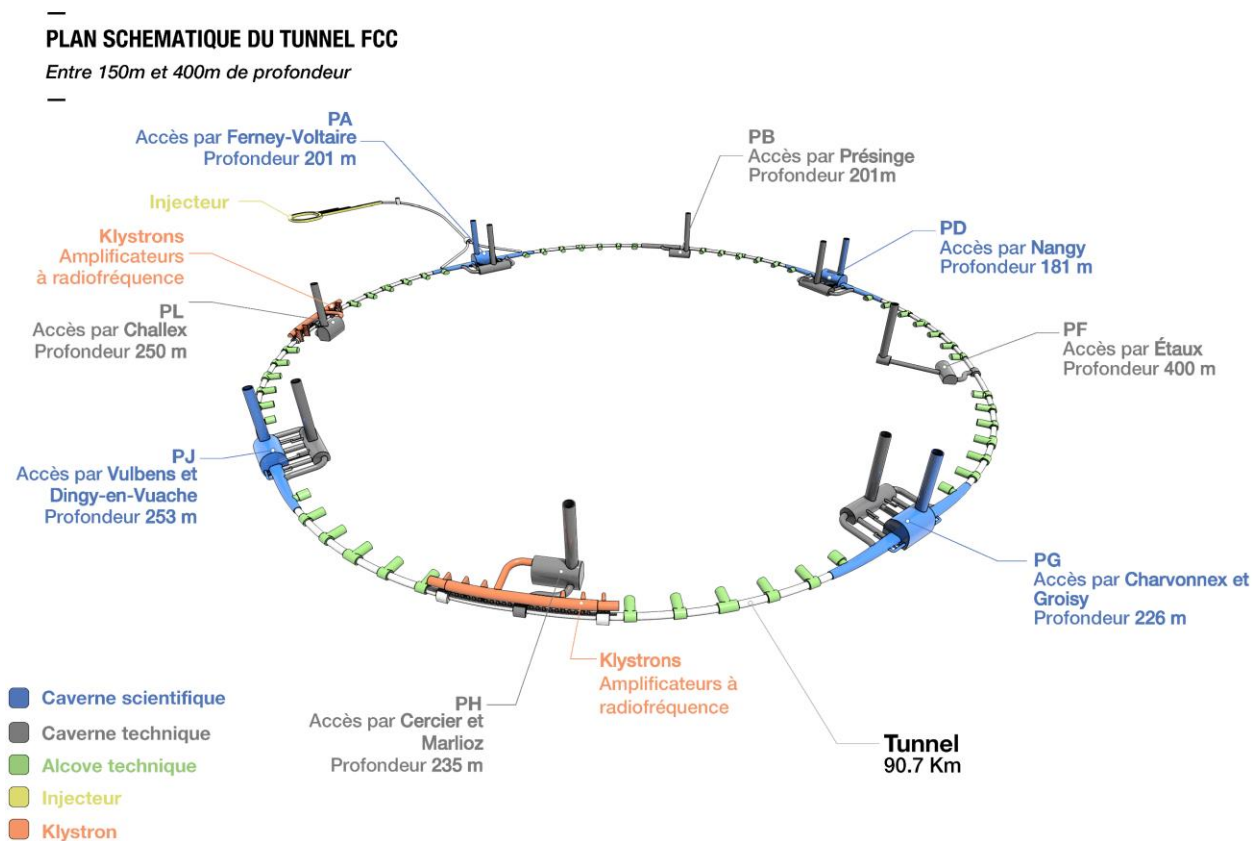 PLAN SCHEMATIQUE DU TUNNEL FCC
Entre 150m et 400m de profondeur
PA
Accès par Ferney-Voltaire
Profondeur 201 m
PB
Accès par Présinge
Profondeur 201m
Injecteur
Klystrons
Amplificateurs
à radiofréquence
PD
Accès par Nangy
Profondeur 181 m
PL
Accès par Challex
Profondeur 250 m
PF
Accès par Étaux
Profondeur 400 m
PJ
Accès par Vulbens et
Dingy-en-Vuache
Profondeur 253 m
PG
Accès par Charvonnex et
Groisy
Profondeur 226 m
Klystrons
Amplificateurs à
radiofréquence
PH
Accès par Cercier et
Marlioz
Profondeur 235 m
Tunnel
90.7 Km
Caverne scientifique
Caverne technique
Alcove technique
Injecteur
Klystron